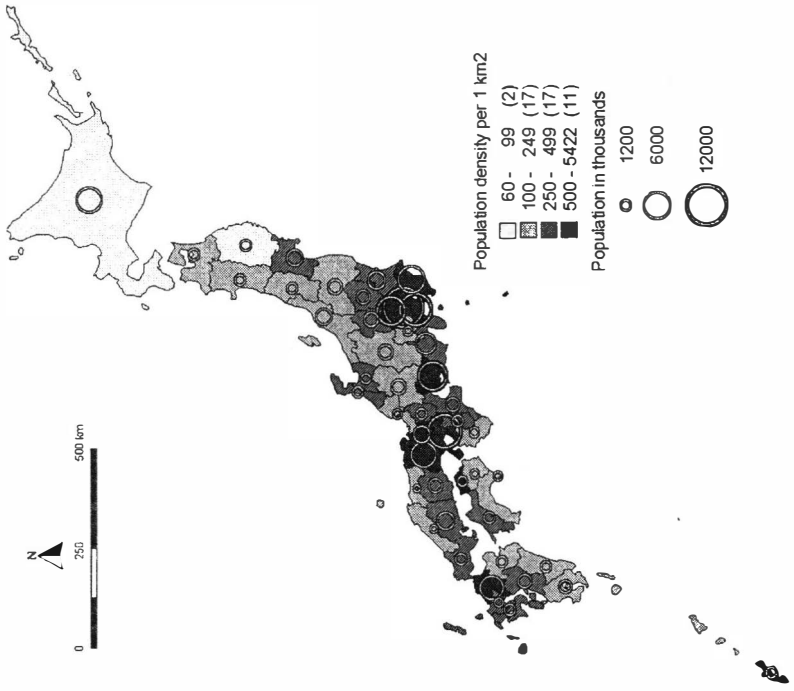 N
0
250
500 km
Population density per 1 km2
60 - 99 (2)
100 - 249 (17)
250 - 499 (17)
500 - 5422 (11)
Population in thousands
1200
6000
12000